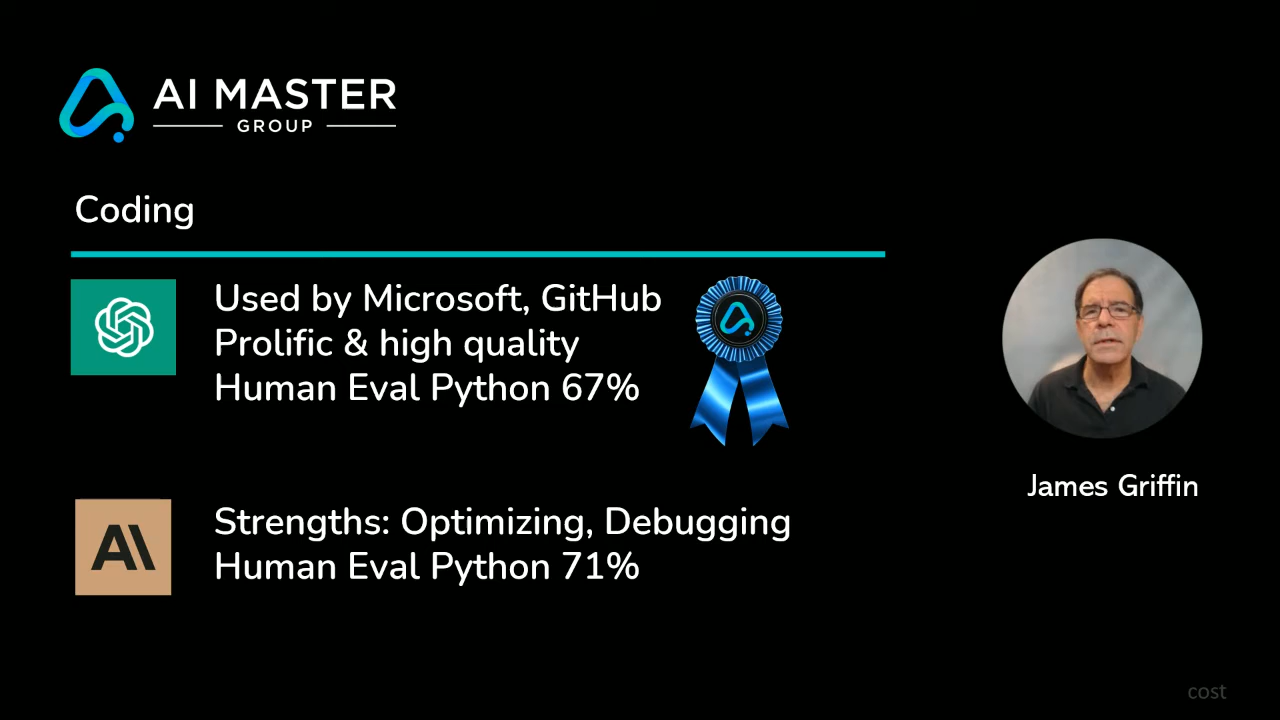 AI MASTER
GROUP
Coding
Used by Microsoft, GitHub
Prolific & high quality
Human Eval Python 67%
Strengths: Optimizing, Debugging
Human Eval Python 71%
James Griffin
cost